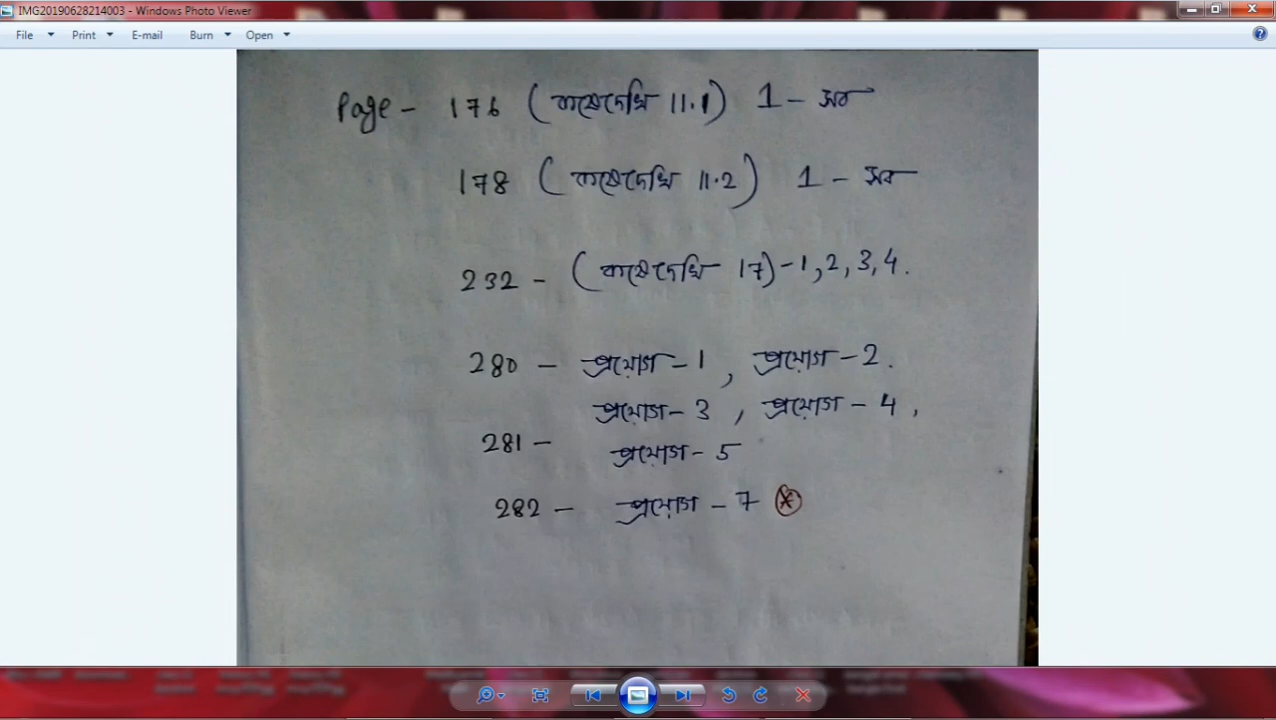 IMG20190628214003 - Windows Photo Viewer
File Print E-mail Burn Open
Page - 176 (কষেদেখি 11.1) 1 - সব
178 (কষেদেখি 11.2) 1 - সব
232 - (কষেদেখি 17) - 1, 2, 3, 4.
280 - প্রয়োগ - 1, প্রয়োগ - 2.
প্রয়োগ - 3, প্রয়োগ - 4,
281 - প্রয়োগ - 5
282 - প্রয়োগ - 7